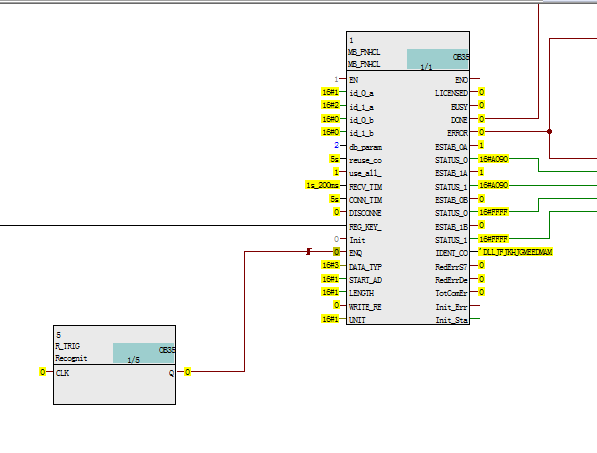 1
MB_PNHCL
MB_PNHCL OB35
1/1
1 EN ENO
16#1 id_0_a LICENSED 0
16#2 id_1_a BUSY 0
16#0 id_0_b DONE 0
16#0 id_1_b ERROR 0
2 db_param ESTAB_0A 1
5s reuse_co STATUS_0 16#A090
1 use_all_ ESTAB_1A 1
1s_200ms RECV_TIM STATUS_1 16#A090
5s CONN_TIM ESTAB_0B 0
0 DISCONNE STATUS_0 16#FFFF
REG_KEY_ ESTAB_1B 0
0 Init STATUS_1 16#FFFF
0 ENQ IDENT_CO
16#3 DATA_TYP RedErrS7 0
16#1 START_AD RedErrDe 0
16#1 LENGTH TotComEr 0
0 WRITE_RE Init_Err
16#1 UNIT Init_Sta
5
R_TRIG OB35
Recognit 1/5
0 CLK Q 0